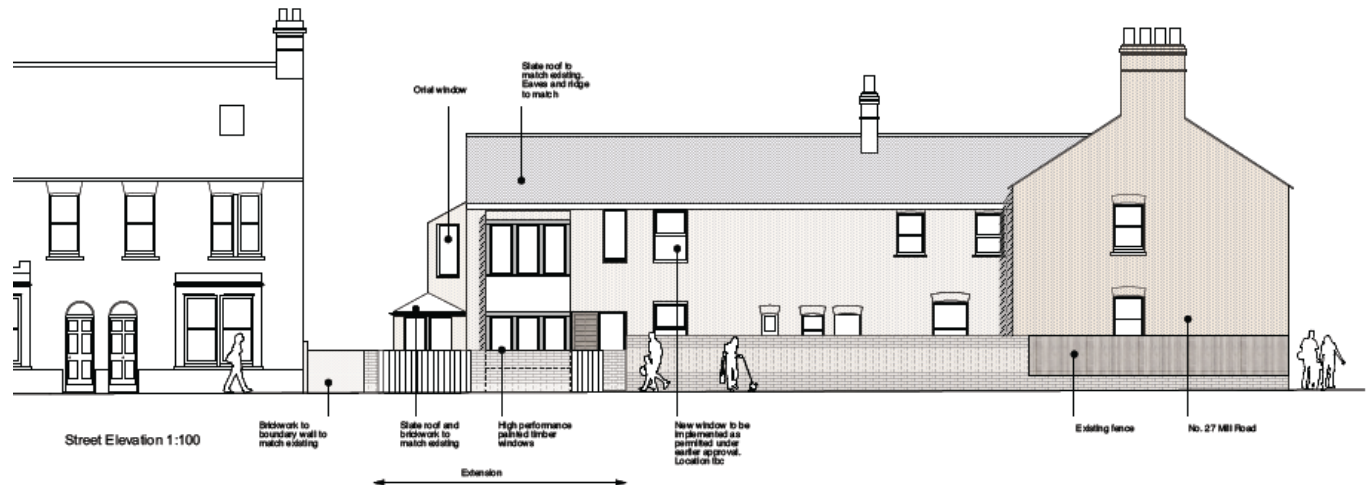 Slate roof to
match existing.
Eaves and ridge
to match
Orial window
Street Elevation 1:100
Brickwork to
boundary wall to
match existing
Slate roof and
brickwork to
match existing
High performance
painted timber
windows
New window to be
implemented as
permitted under
earlier approval.
Location tbc
Existing fence
No. 27 Mill Road
Extension